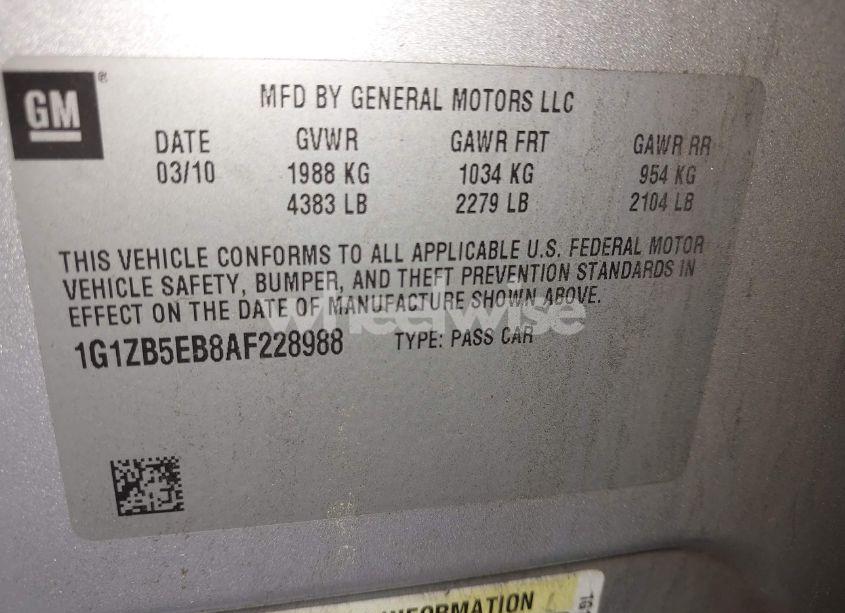 GM ®
MFD BY GENERAL MOTORS LLC
DATE GVWR GAWR FRT GAWR RR
03/10 1988 KG 1034 KG 954 KG
4383 LB 2279 LB 2104 LB
THIS VEHICLE CONFORMS TO ALL APPLICABLE U.S. FEDERAL MOTOR
VEHICLE SAFETY, BUMPER, AND THEFT PREVENTION STANDARDS IN
EFFECT ON THE DATE OF MANUFACTURE SHOWN ABOVE.
wheelwise
1G1ZB5EB8AF228988 TYPE: PASS CAR
INFORMATION